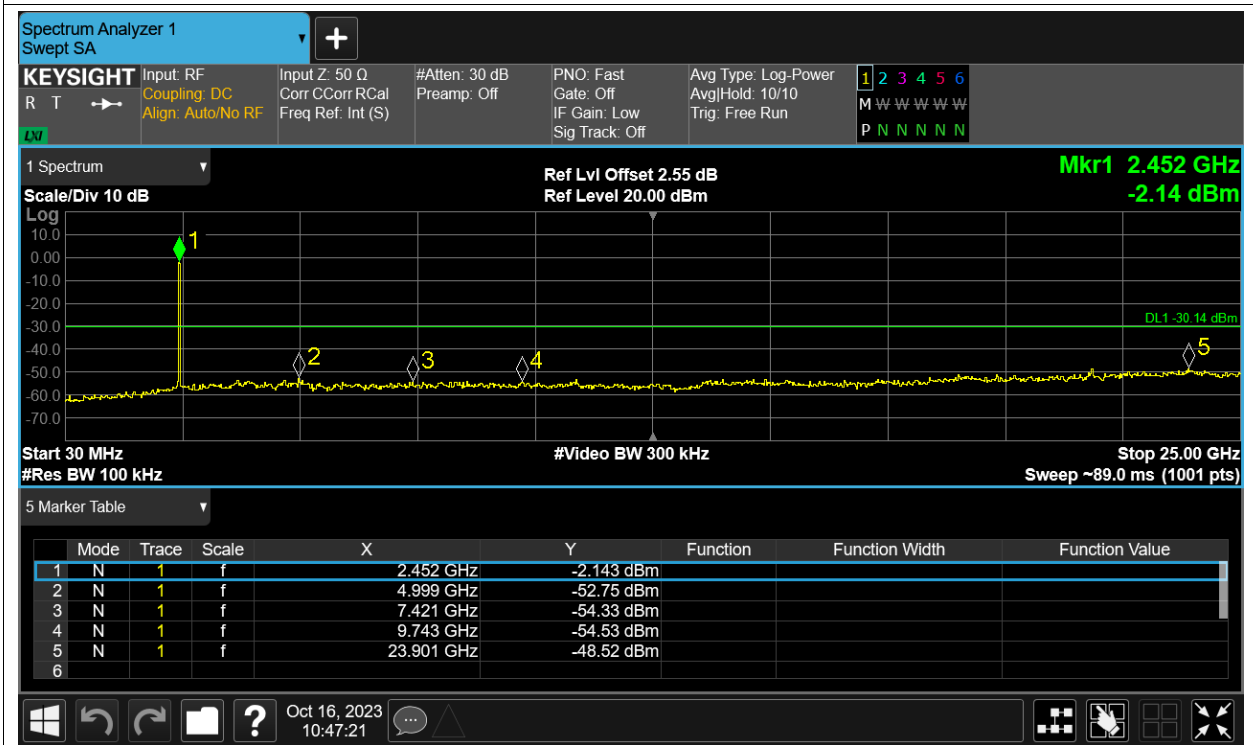 Spectrum Analyzer 1
Swept SA
KEYSIGHT
R T
LXI
Input: RF
Coupling: DC
Align: Auto/No RF
Input Z: 50 Ω
Corr CCorr RCal
Freq Ref: Int (S)
#Atten: 30 dB
Preamp: Off
PNO: Fast
Gate: Off
IF Gain: Low
Sig Track: Off
Avg Type: Log-Power
Avg|Hold: 10/10
Trig: Free Run
1 2 3 4 5 6
M W W W W W
P N N N N N
1 Spectrum
Scale/Div 10 dB
Ref Lvl Offset 2.55 dB
Ref Level 20.00 dBm
Mkr1 2.452 GHz
-2.14 dBm
Log
10.0
0.00
-10.0
-20.0
-30.0
-40.0
-50.0
-60.0
-70.0
1
2
3
4
5
DL1 -30.14 dBm
Start 30 MHz
#Video BW 300 kHz
Stop 25.00 GHz
#Res BW 100 kHz
Sweep ~89.0 ms (1001 pts)
5 Marker Table
Mode Trace Scale X Y Function Function Width Function Value
1 N 1 f 2.452 GHz -2.143 dBm
2 N 1 f 4.999 GHz -52.75 dBm
3 N 1 f 7.421 GHz -54.33 dBm
4 N 1 f 9.743 GHz -54.53 dBm
5 N 1 f 23.901 GHz -48.52 dBm
6
?
Oct 16, 2023
10:47:21